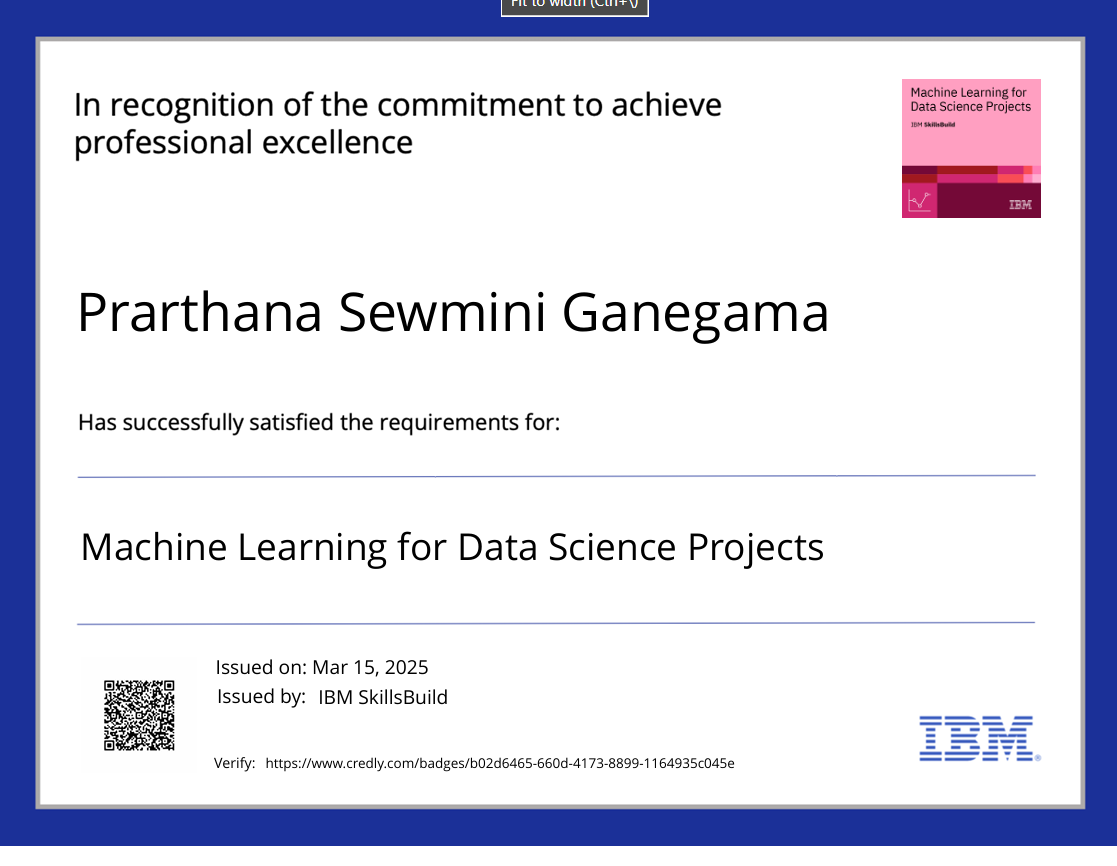 Fit to width (Ctrl+\)
In recognition of the commitment to achieve
professional excellence
Machine Learning for
Data Science Projects
IBM SkillsBuild
IBM
Prarthana Sewmini Ganegama
Has successfully satisfied the requirements for:
Machine Learning for Data Science Projects
Issued on: Mar 15, 2025
Issued by: IBM SkillsBuild
Verify: https://www.credly.com/badges/b02d6465-660d-4173-8899-1164935c045e
IBM®